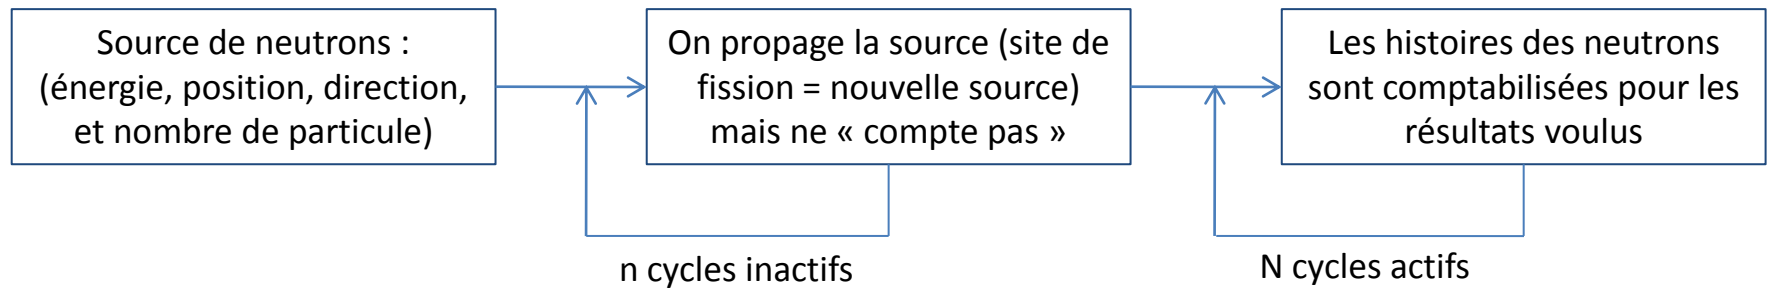 Source de neutrons :
(énergie, position, direction,
et nombre de particule)
On propage la source (site de
fission = nouvelle source)
mais ne « compte pas »
Les histoires des neutrons
sont comptabilisées pour les
résultats voulus
n cycles inactifs
N cycles actifs